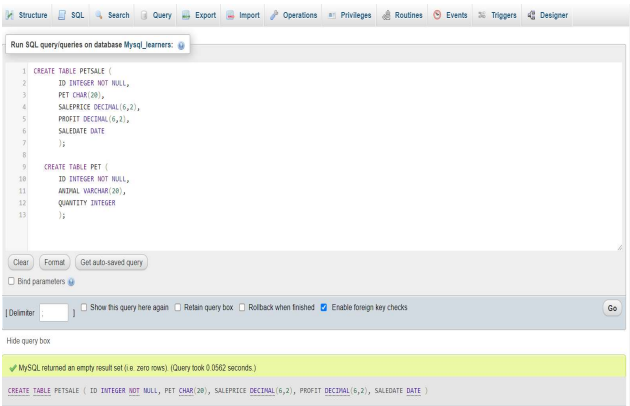 Structure SQL Search Query Export Import Operations Privileges Routines Events Triggers Designer
Run SQL query/queries on database Mysql_learners:
1 CREATE TABLE PETSALE (
2 ID INTEGER NOT NULL,
3 PET CHAR(20),
4 SALEPRICE DECIMAL(6,2),
5 PROFIT DECIMAL(6,2),
6 SALEDATE DATE
7 );
8
9 CREATE TABLE PET (
10 ID INTEGER NOT NULL,
11 ANIMAL VARCHAR(20),
12 QUANTITY INTEGER
13 );
Clear Format Get auto-saved query
Bind parameters
[ Delimiter ; ] Show this query here again Retain query box Rollback when finished Enable foreign key checks Go
Hide query box
MySQL returned an empty result set (i.e. zero rows). (Query took 0.0562 seconds.)
CREATE TABLE PETSALE ( ID INTEGER NOT NULL, PET CHAR(20), SALEPRICE DECIMAL(6,2), PROFIT DECIMAL(6,2), SALEDATE DATE )